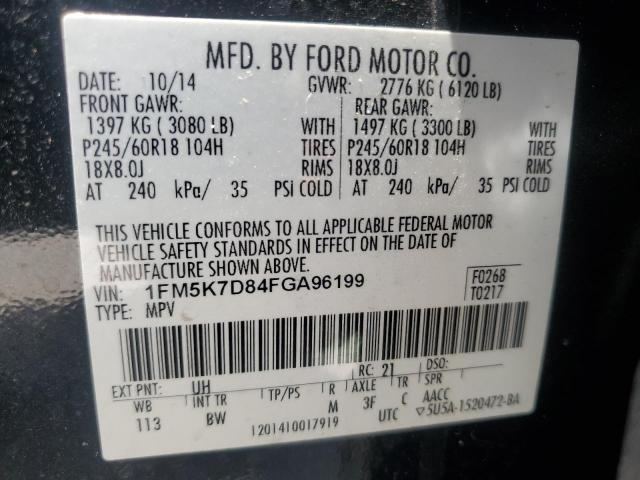 MFD. BY FORD MOTOR CO.
DATE: 10/14 GVWR: 2776 KG ( 6120 LB)
FRONT GAWR: REAR GAWR:
1397 KG ( 3080 LB) WITH 1497 KG ( 3300 LB) WITH
P245/60R18 104H TIRES P245/60R18 104H TIRES
18X8.0J RIMS 18X8.0J RIMS
AT 240 kPa/ 35 PSI COLD AT 240 kPa/ 35 PSI COLD
THIS VEHICLE CONFORMS TO ALL APPLICABLE FEDERAL MOTOR
VEHICLE SAFETY STANDARDS IN EFFECT ON THE DATE OF
MANUFACTURE SHOWN ABOVE.
VIN: 1FM5K7D84FGA96199 F0268
TYPE: MPV T0217
EXT PNT: UH RC: 21 DSO:
WB INT TR TP/PS R AXLE TR SPR
113 BW M 3F C AACC
1201410017919 UTC ▽5U5A-1520472-BA